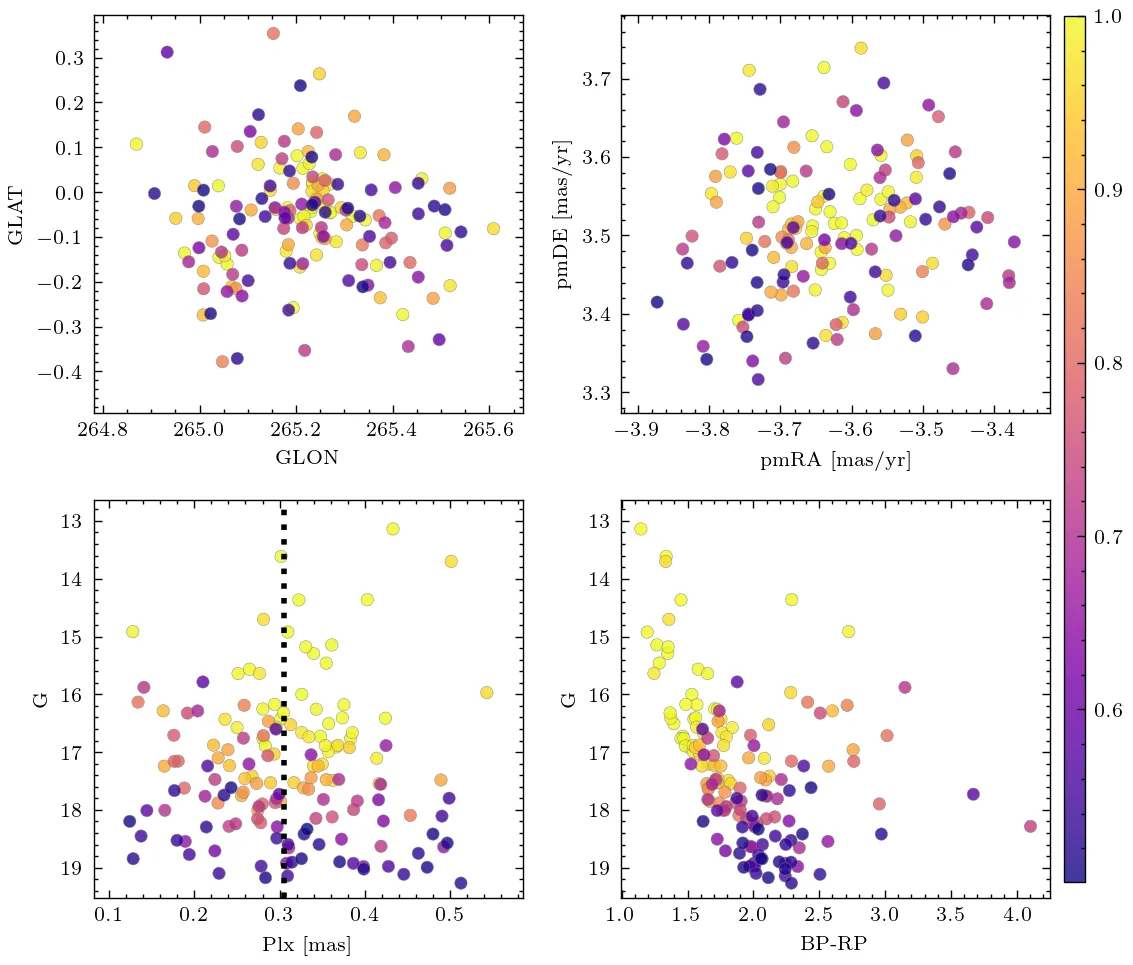 0.3
0.2
0.1
0.0
−0.1
−0.2
−0.3
−0.4
GLAT
264.8 265.0 265.2 265.4 265.6
GLON
3.7
3.6
3.5
3.4
3.3
pmDE [mas/yr]
−3.9 −3.8 −3.7 −3.6 −3.5 −3.4
pmRA [mas/yr]
1.0
0.9
0.8
0.7
0.6
13
14
15
16
17
18
19
G
0.1 0.2 0.3 0.4 0.5
Plx [mas]
13
14
15
16
17
18
19
G
1.0 1.5 2.0 2.5 3.0 3.5 4.0
BP-RP